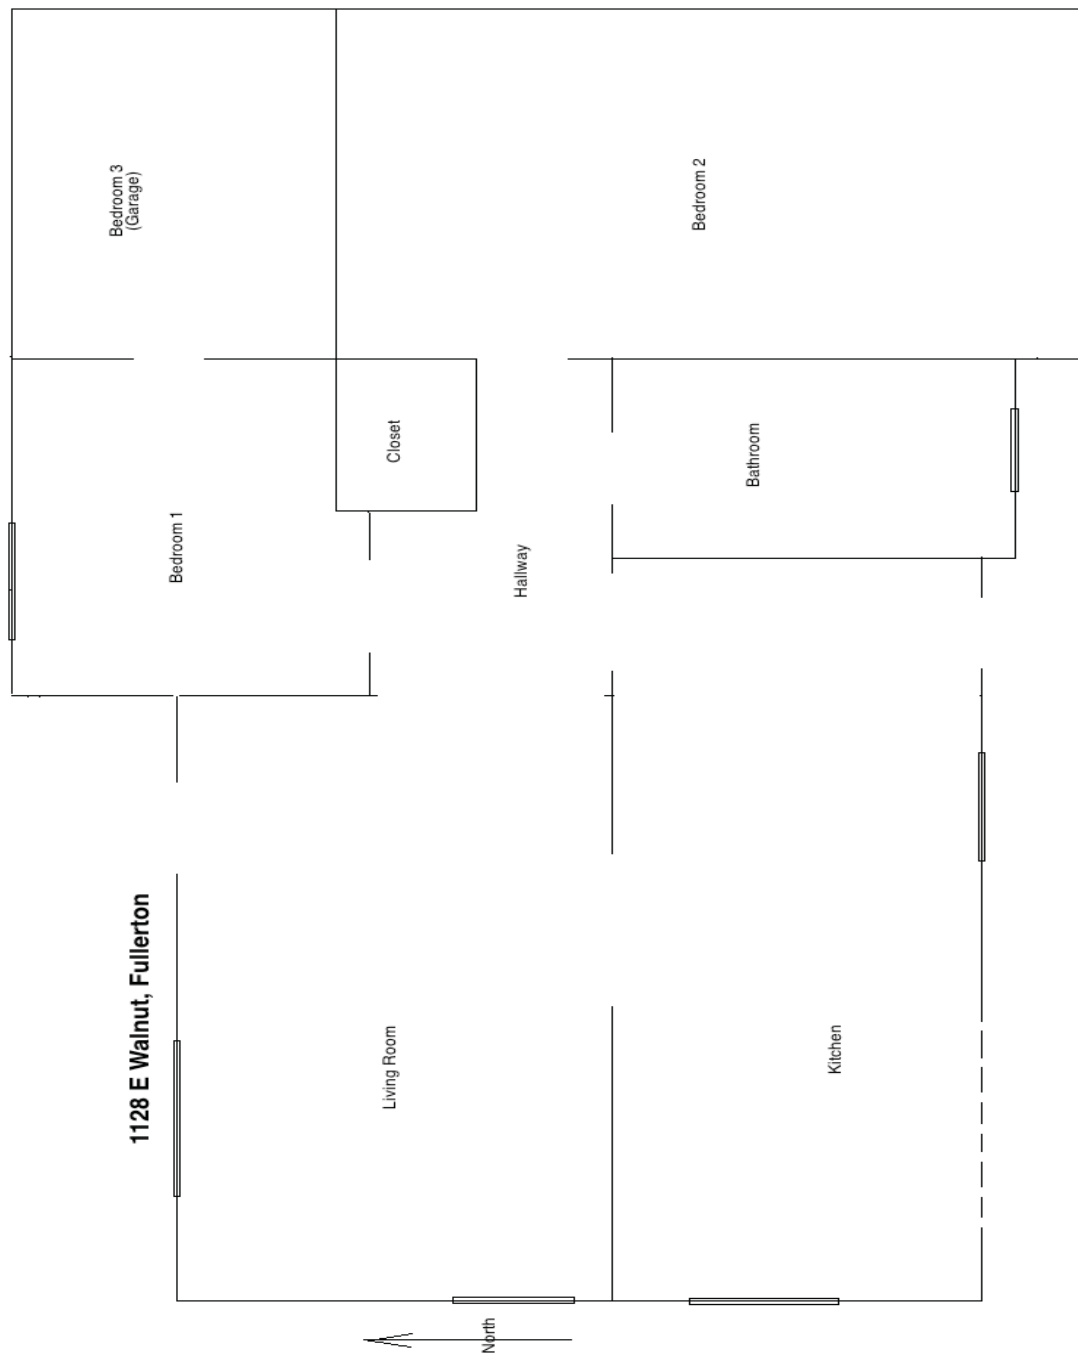 1128 E Walnut, Fullerton
Bedroom 3
(Garage)
Bedroom 2
Closet
Bathroom
Bedroom 1
Hallway
Living Room
Kitchen
North